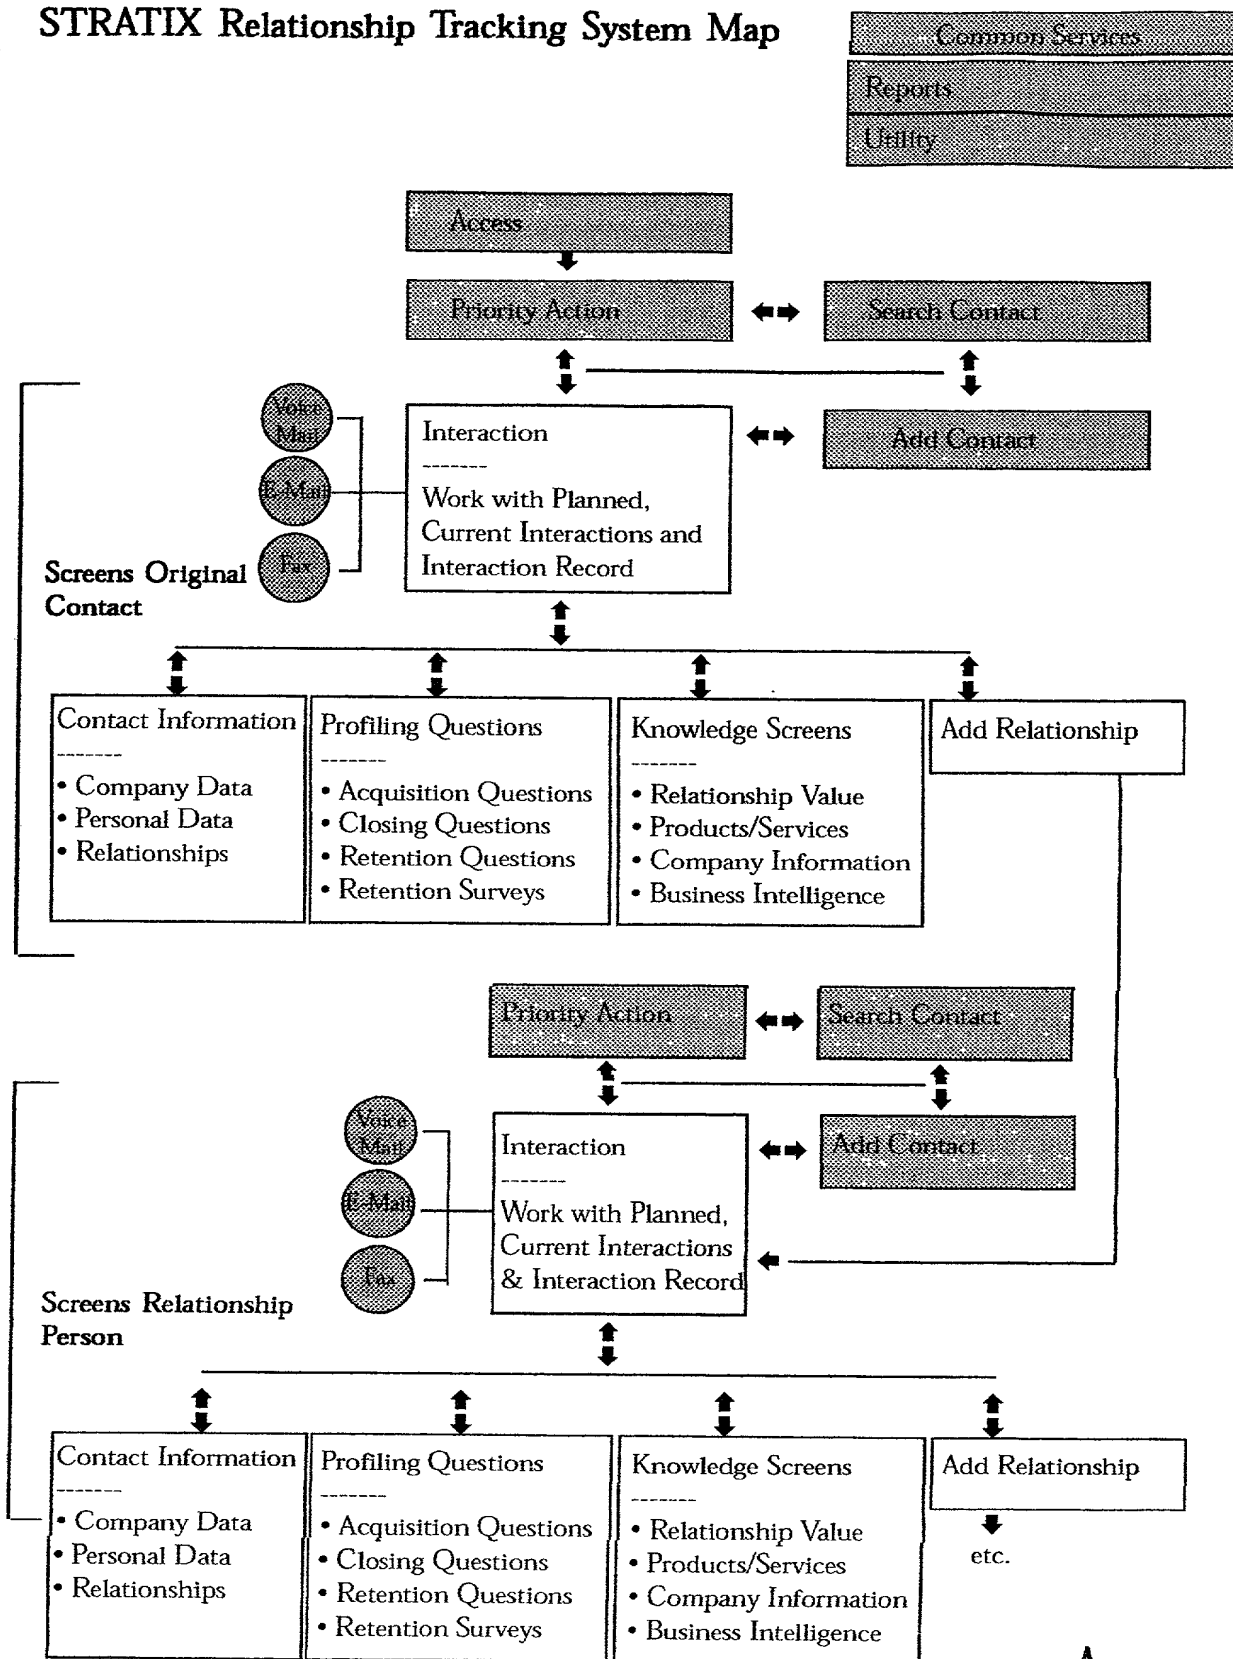 STRATIX Relationship Tracking System Map
Common Services
Reports
Utility
Access
Priority Action
Search Contact
Voice
Mail
E-Mail
Fax
Interaction
-------
Work with Planned,
Current Interactions and
Interaction Record
Add Contact
Screens Original
Contact
Contact Information
-------
• Company Data
• Personal Data
• Relationships
Profiling Questions
-------
• Acquisition Questions
• Closing Questions
• Retention Questions
• Retention Surveys
Knowledge Screens
-------
• Relationship Value
• Products/Services
• Company Information
• Business Intelligence
Add Relationship
Priority Action
Search Contact
Voice
Mail
E-Mail
Fax
Interaction
-------
Work with Planned,
Current Interactions
& Interaction Record
Add Contact
Screens Relationship
Person
Contact Information
-------
• Company Data
• Personal Data
• Relationships
Profiling Questions
-------
• Acquisition Questions
• Closing Questions
• Retention Questions
• Retention Surveys
Knowledge Screens
-------
• Relationship Value
• Products/Services
• Company Information
• Business Intelligence
Add Relationship
etc.